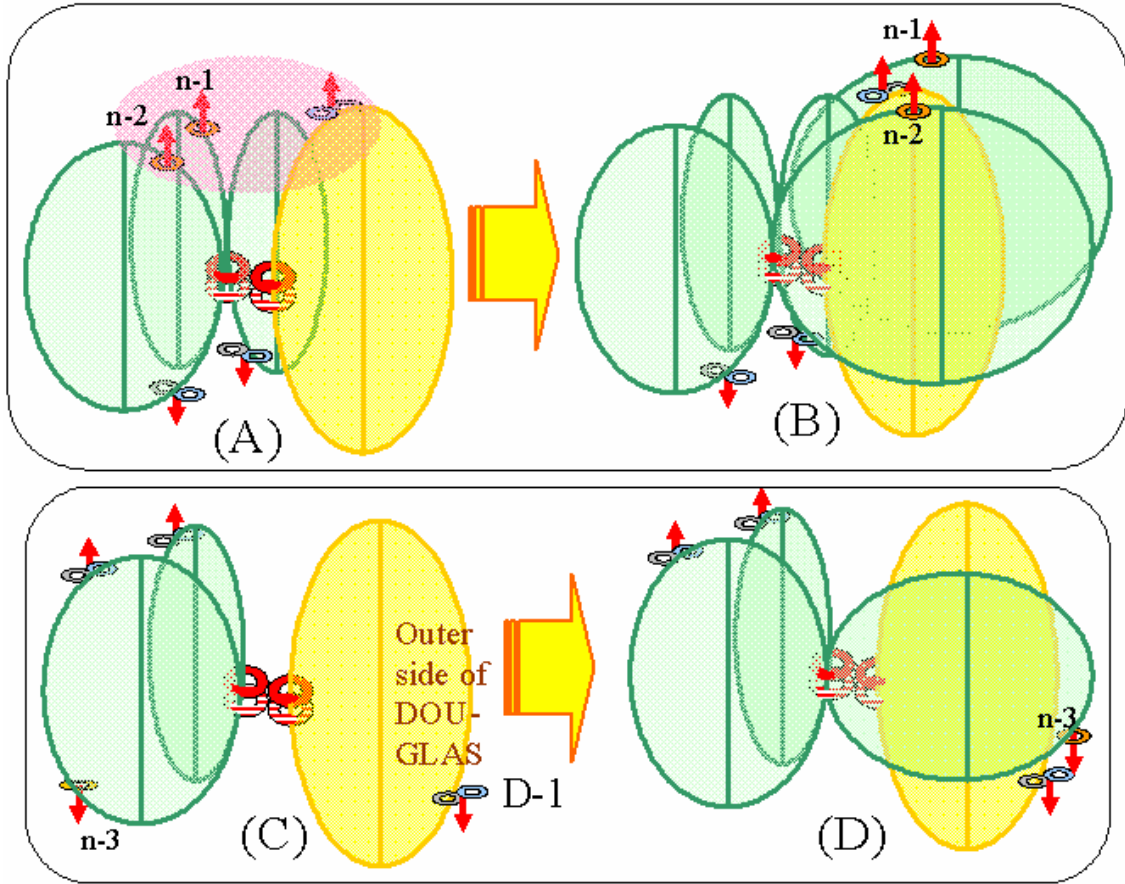 n-1
n-2
(A)
n-1
n-2
(B)
Outer
side of
DOU-
GLAS
D-1
n-3
(C)
n-3
(D)